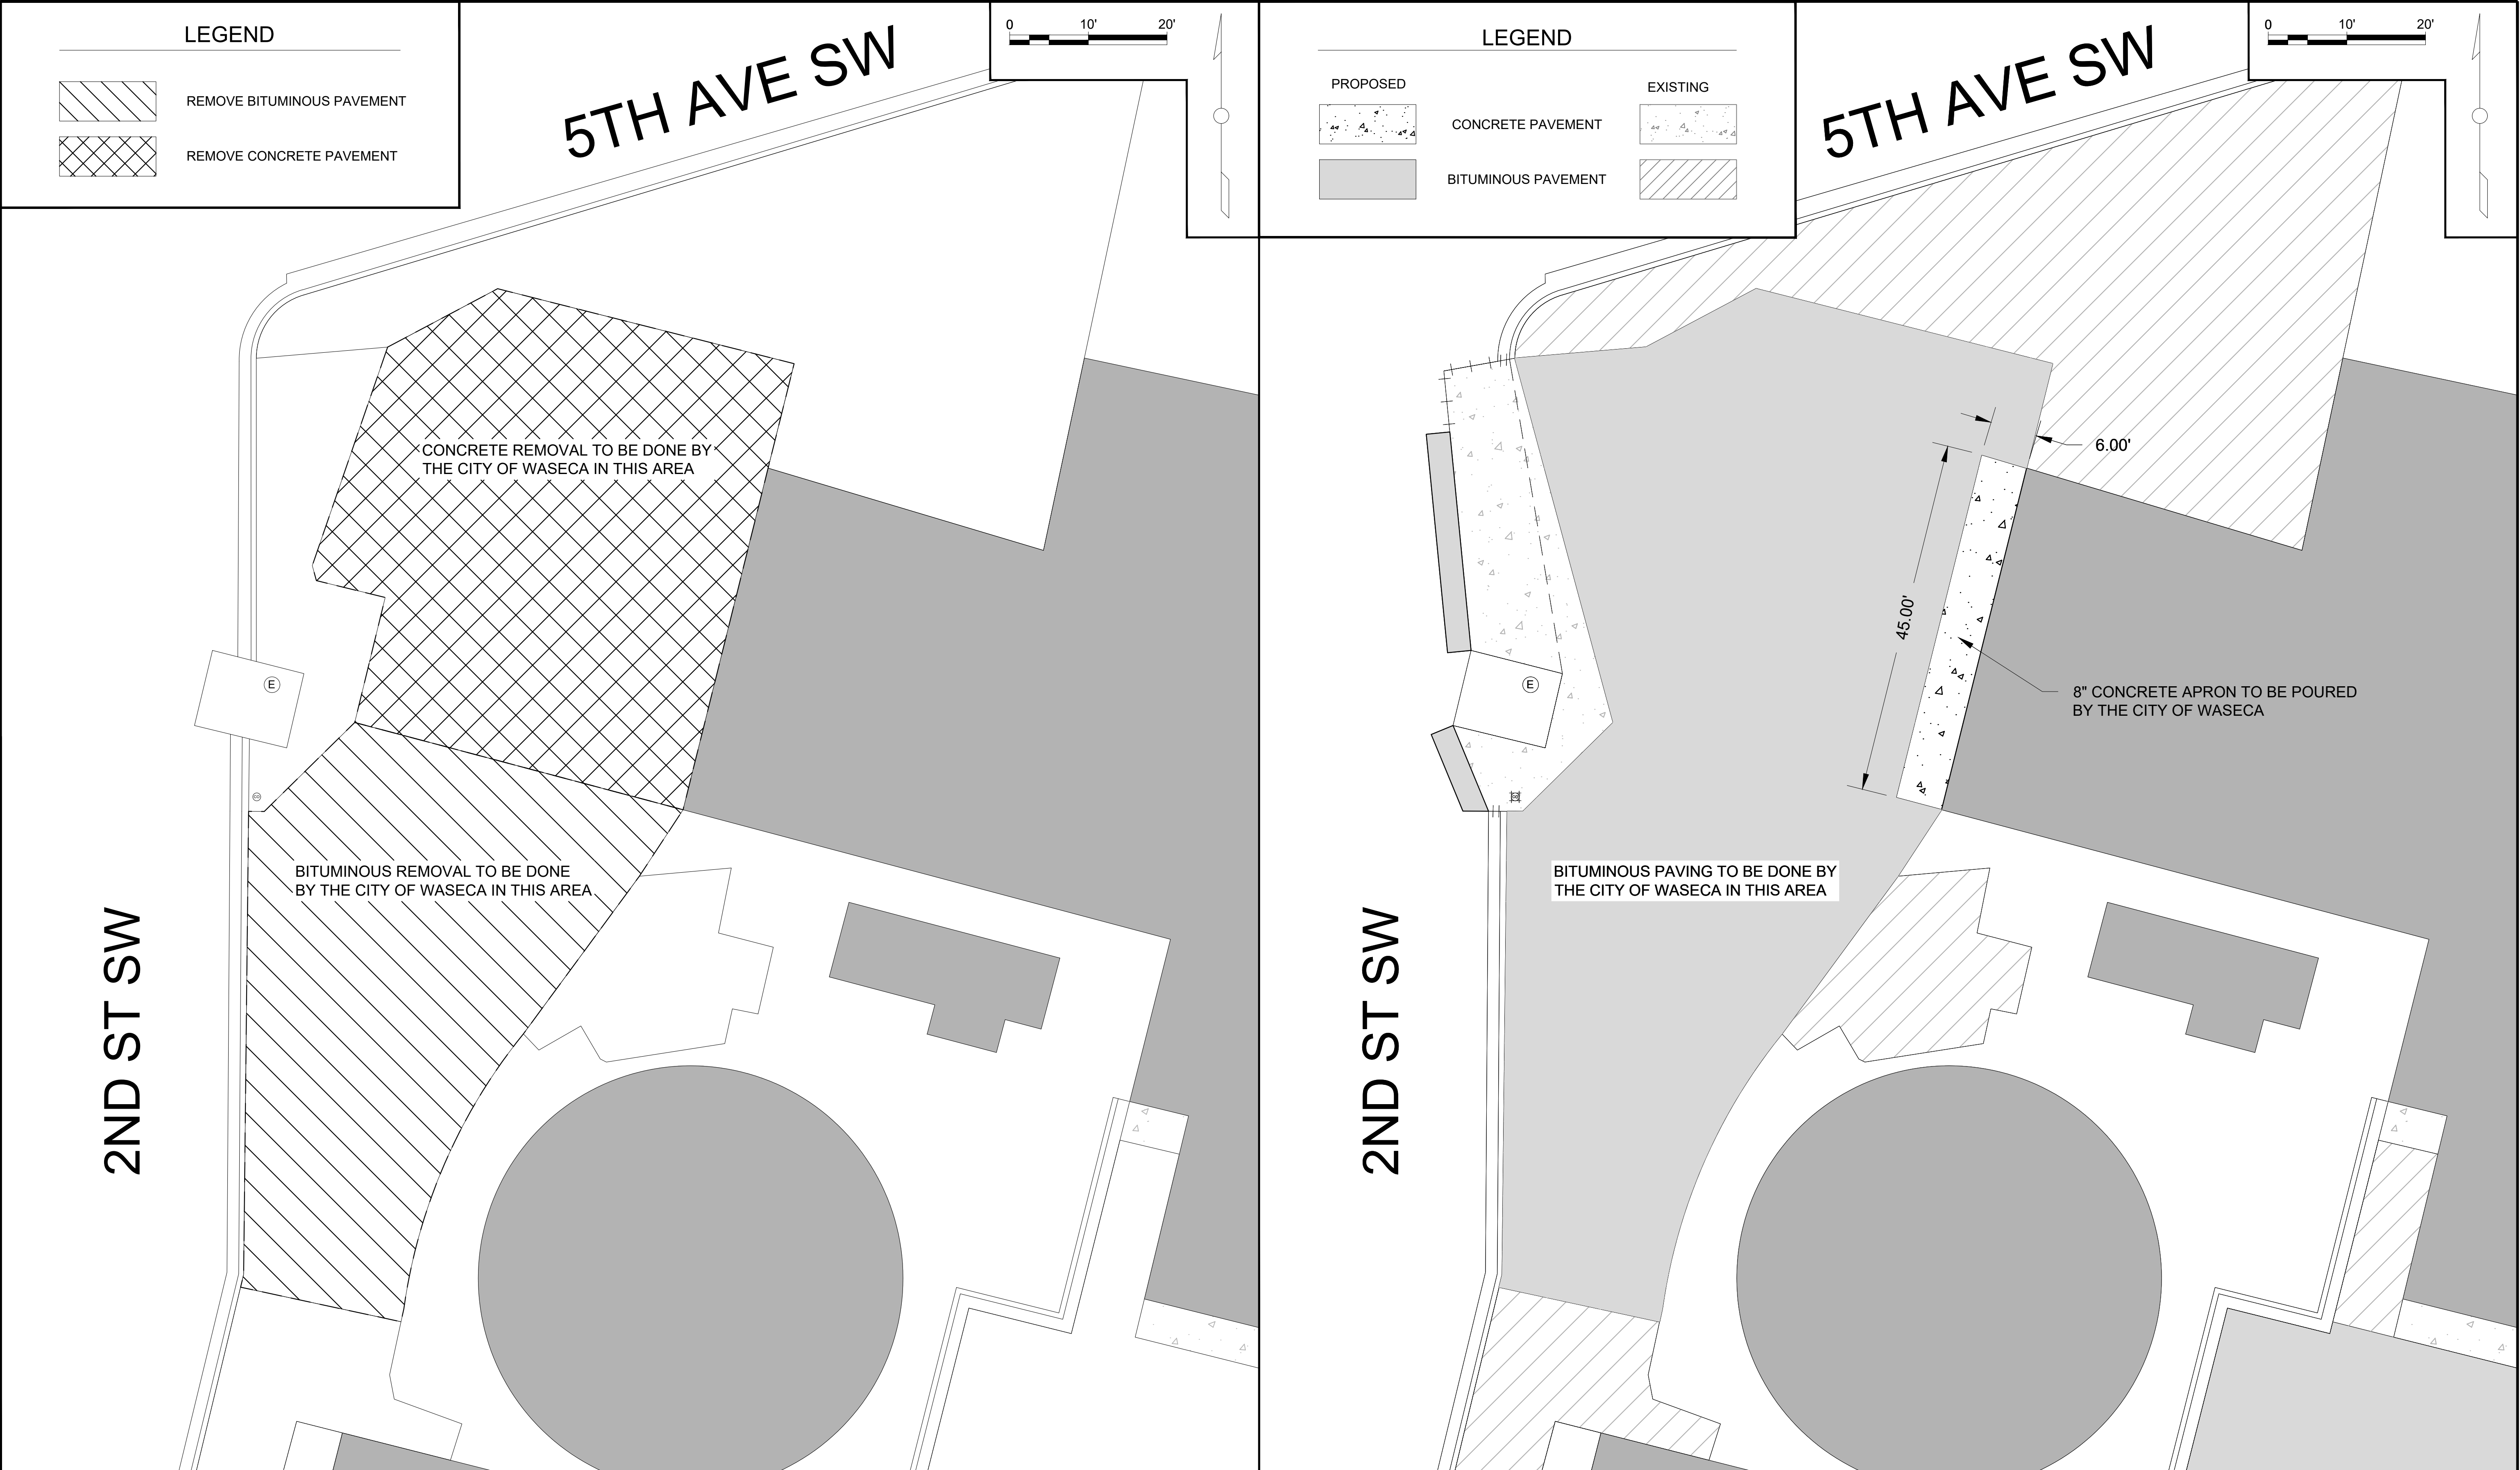 LEGEND
REMOVE BITUMINOUS PAVEMENT
REMOVE CONCRETE PAVEMENT
5TH AVE SW
0 10' 20'
CONCRETE REMOVAL TO BE DONE BY
THE CITY OF WASECA IN THIS AREA
E
BITUMINOUS REMOVAL TO BE DONE
BY THE CITY OF WASECA IN THIS AREA
2ND ST SW
LEGEND
PROPOSED
EXISTING
CONCRETE PAVEMENT
BITUMINOUS PAVEMENT
5TH AVE SW
0 10' 20'
6.00'
45.00'
E
8" CONCRETE APRON TO BE POURED
BY THE CITY OF WASECA
BITUMINOUS PAVING TO BE DONE BY
THE CITY OF WASECA IN THIS AREA
2ND ST SW